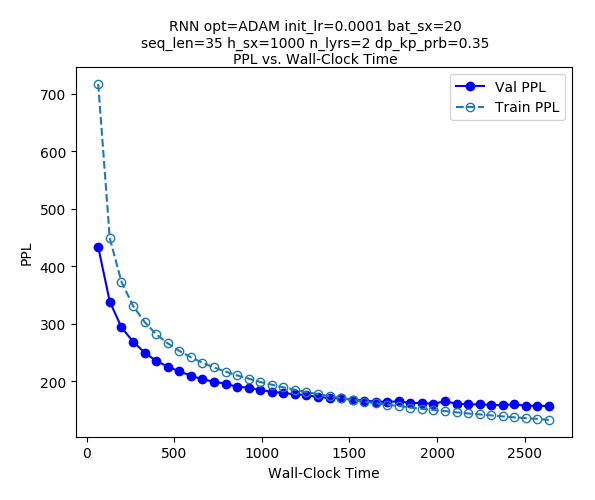 RNN opt=ADAM init_lr=0.0001 bat_sx=20
seq_len=35 h_sx=1000 n_lyrs=2 dp_kp_prb=0.35
PPL vs. Wall-Clock Time
Val PPL
Train PPL
700
600
500
400
300
200
PPL
0
500
1000
1500
2000
2500
Wall-Clock Time